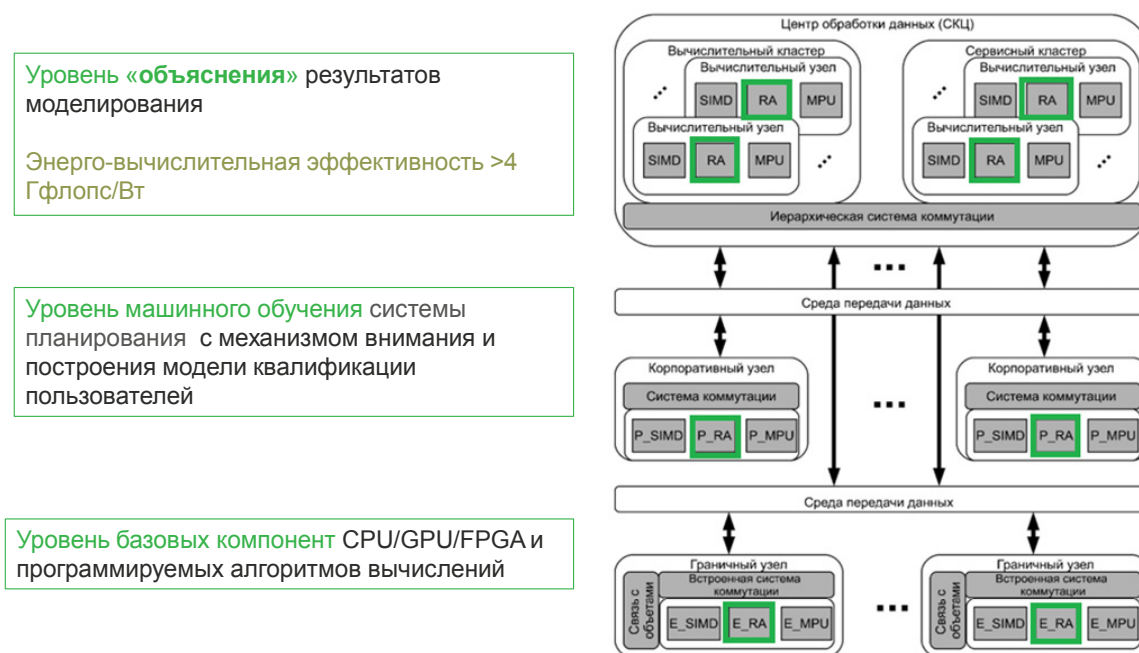 Уровень «объяснения» результатов
моделирования
Энерго-вычислительная эффективность >4
Гфлопс/Вт
Уровень машинного обучения системы
планирования с механизмом внимания и
построения модели квалификации
пользователей
Уровень базовых компонент CPU/GPU/FPGA и
программируемых алгоритмов вычислений
Центр обработки данных (СКЦ)
Вычислительный кластер
Вычислительный узел
SIMD RA MPU
Вычислительный узел
SIMD RA MPU
Сервисный кластер
Вычислительный узел
SIMD RA MPU
Вычислительный узел
SIMD RA MPU
Иерархическая система коммутации
Среда передачи данных
Корпоративный узел
Система коммутации
P_SIMD P_RA P_MPU
Корпоративный узел
Система коммутации
P_SIMD P_RA P_MPU
Среда передачи данных
Граничный узел
Связь с
объетами
Встроенная система
коммутации
E_SIMD E_RA E_MPU
Граничный узел
Связь с
объетами
Встроенная система
коммутации
E_SIMD E_RA E_MPU